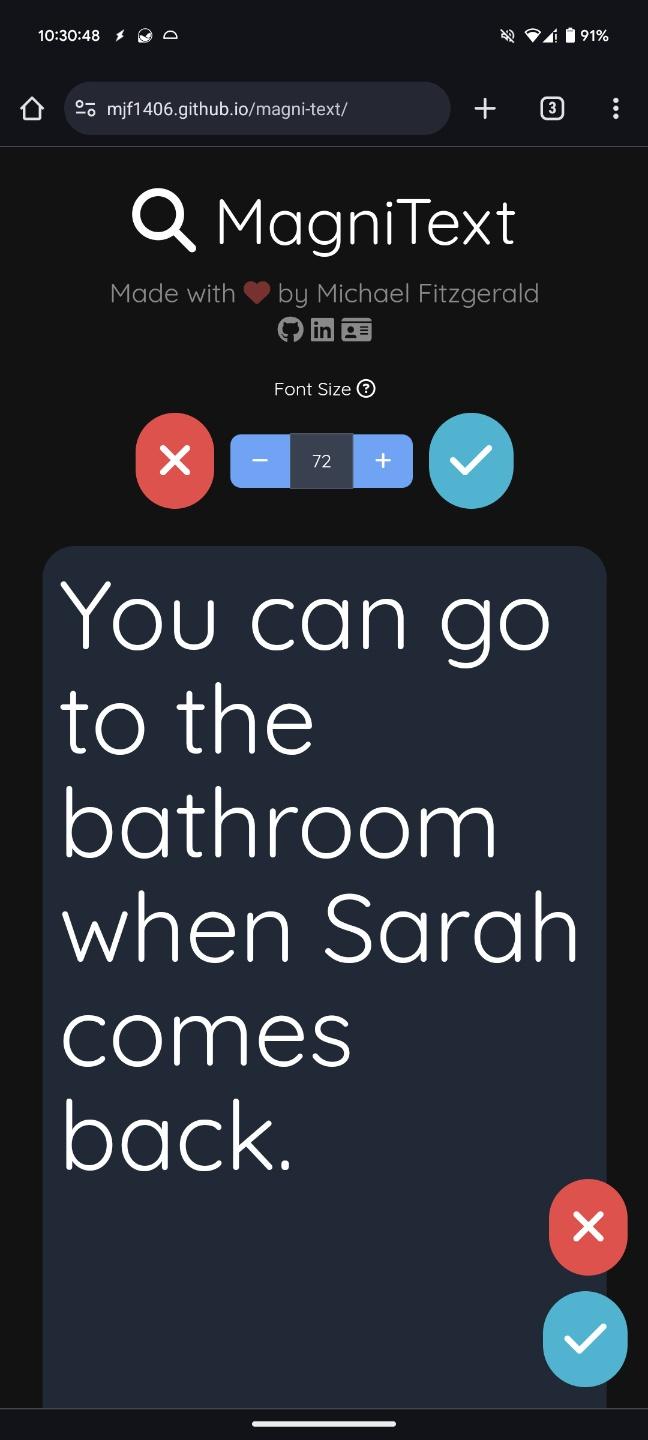 10:30:48 91%
mjf1406.github.io/magni-text/ 3
MagniText
Made with ❤ by Michael Fitzgerald
Font Size ?
72
You can go
to the
bathroom
when Sarah
comes
back.